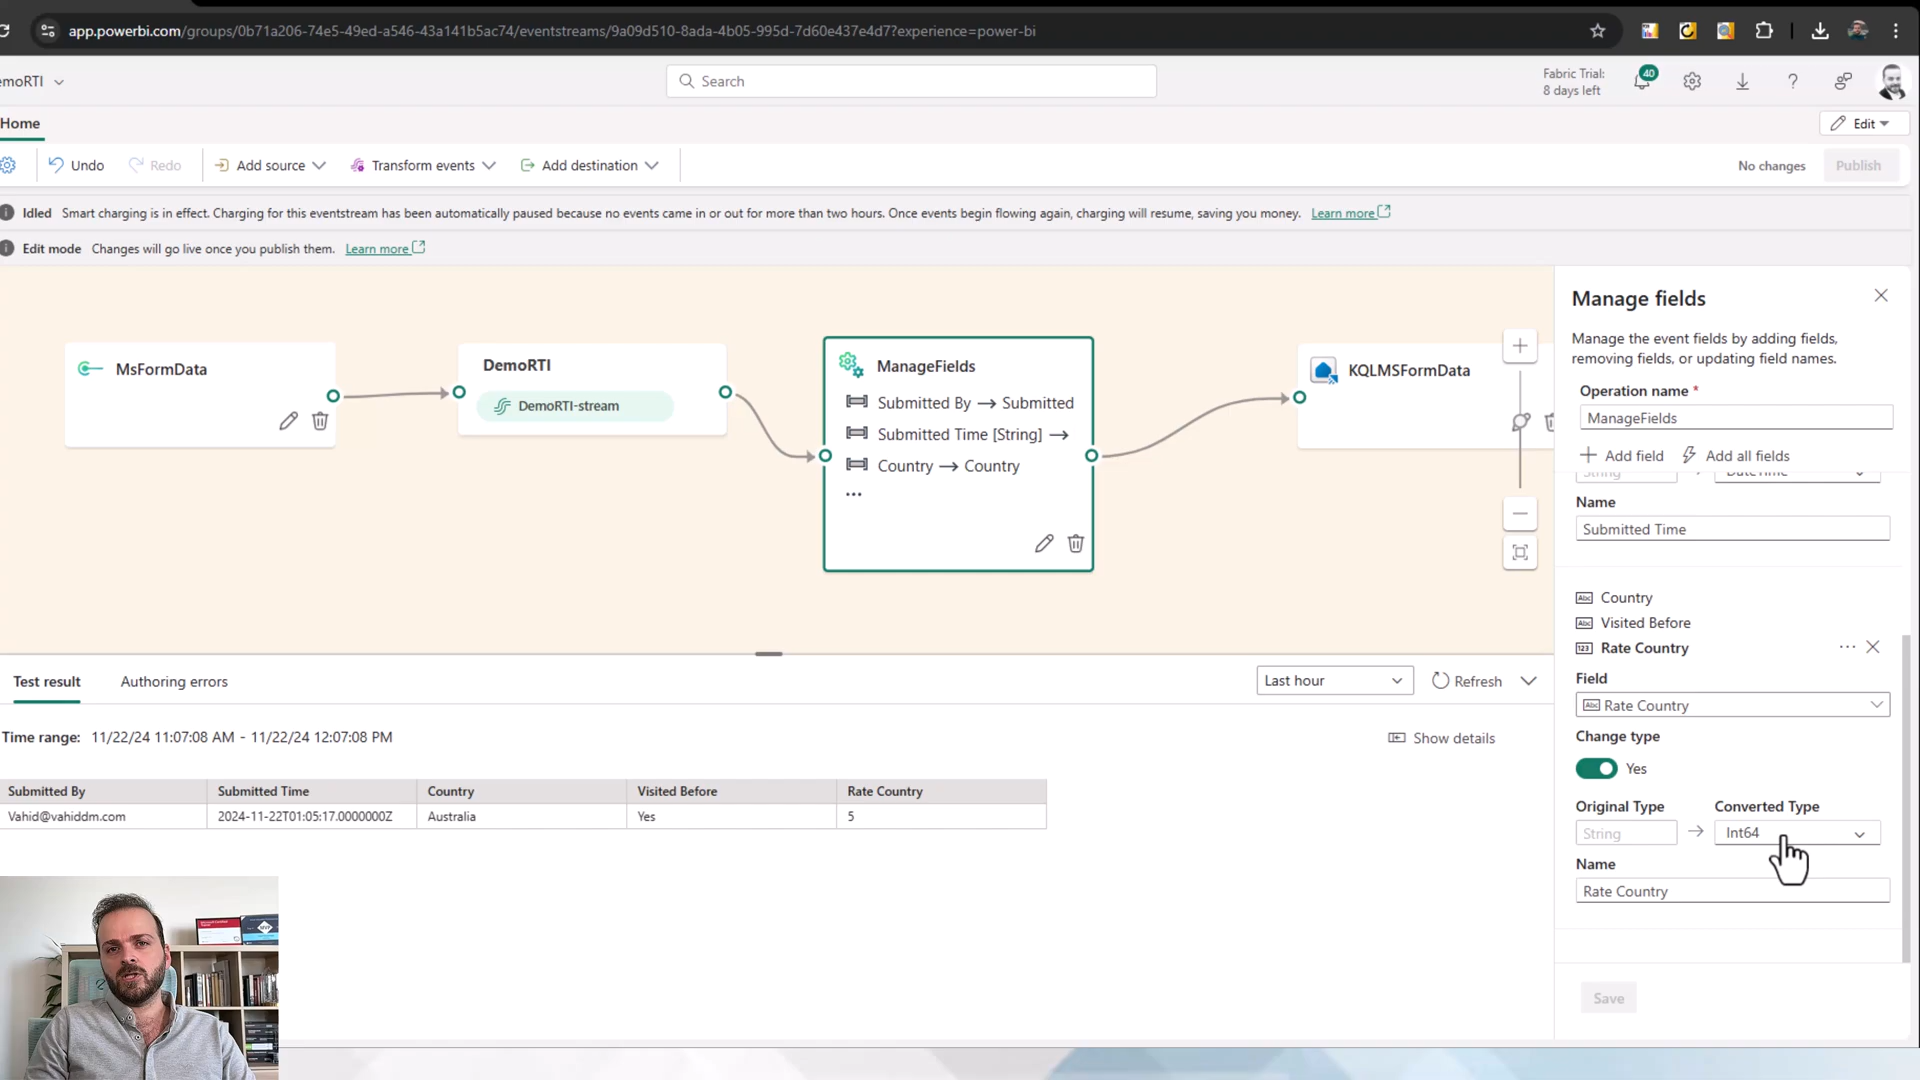 app.powerbi.com/groups/0b71a206-74e5-49ed-a546-43a141b5ac74/eventstreams/9a09d510-8ada-4b05-995d-7d60e437e4d7?experience=power-bi
emoRTI
Search
Fabric Trial:
8 days left
40
Home
Edit
Undo
Redo
Add source
Transform events
Add destination
No changes
Publish
Idled Smart charging is in effect. Charging for this eventstream has been automatically paused because no events came in or out for more than two hours. Once events begin flowing again, charging will resume, saving you money. Learn more
Edit mode Changes will go live once you publish them. Learn more
MsFormData
DemoRTI
DemoRTI-stream
ManageFields
Submitted By → Submitted
Submitted Time [String] →
Country → Country
...
KQLMSFormData
Manage fields
Manage the event fields by adding fields,
removing fields, or updating field names.
Operation name *
ManageFields
Add field
Add all fields
String → DateTime
Name
Submitted Time
Abc Country
Abc Visited Before
123 Rate Country
Field
Abc Rate Country
Change type
Yes
Original Type
Converted Type
String → Int64
Name
Rate Country
Save
Test result
Authoring errors
Last hour
Refresh
Time range: 11/22/24 11:07:08 AM - 11/22/24 12:07:08 PM
Show details
Submitted By Submitted Time Country Visited Before Rate Country
Vahid@vahiddm.com 2024-11-22T01:05:17.0000000Z Australia Yes 5